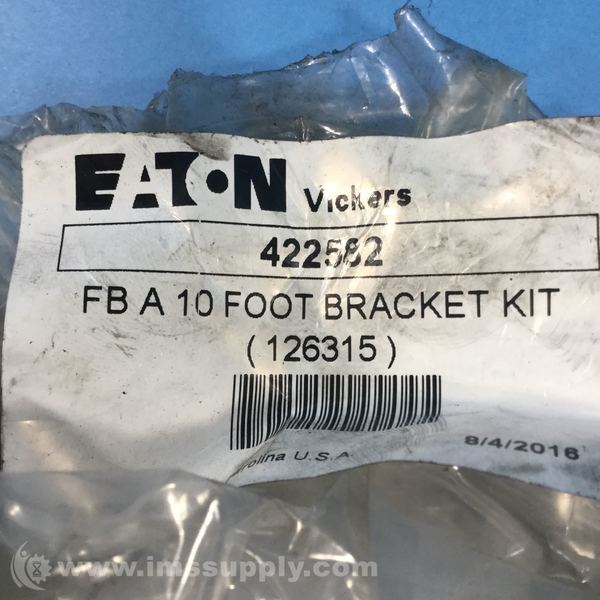 EATON Vickers
422582
FB A 10 FOOT BRACKET KIT
(126315)
8/4/2016
U.S.A.
www.imssupply.com